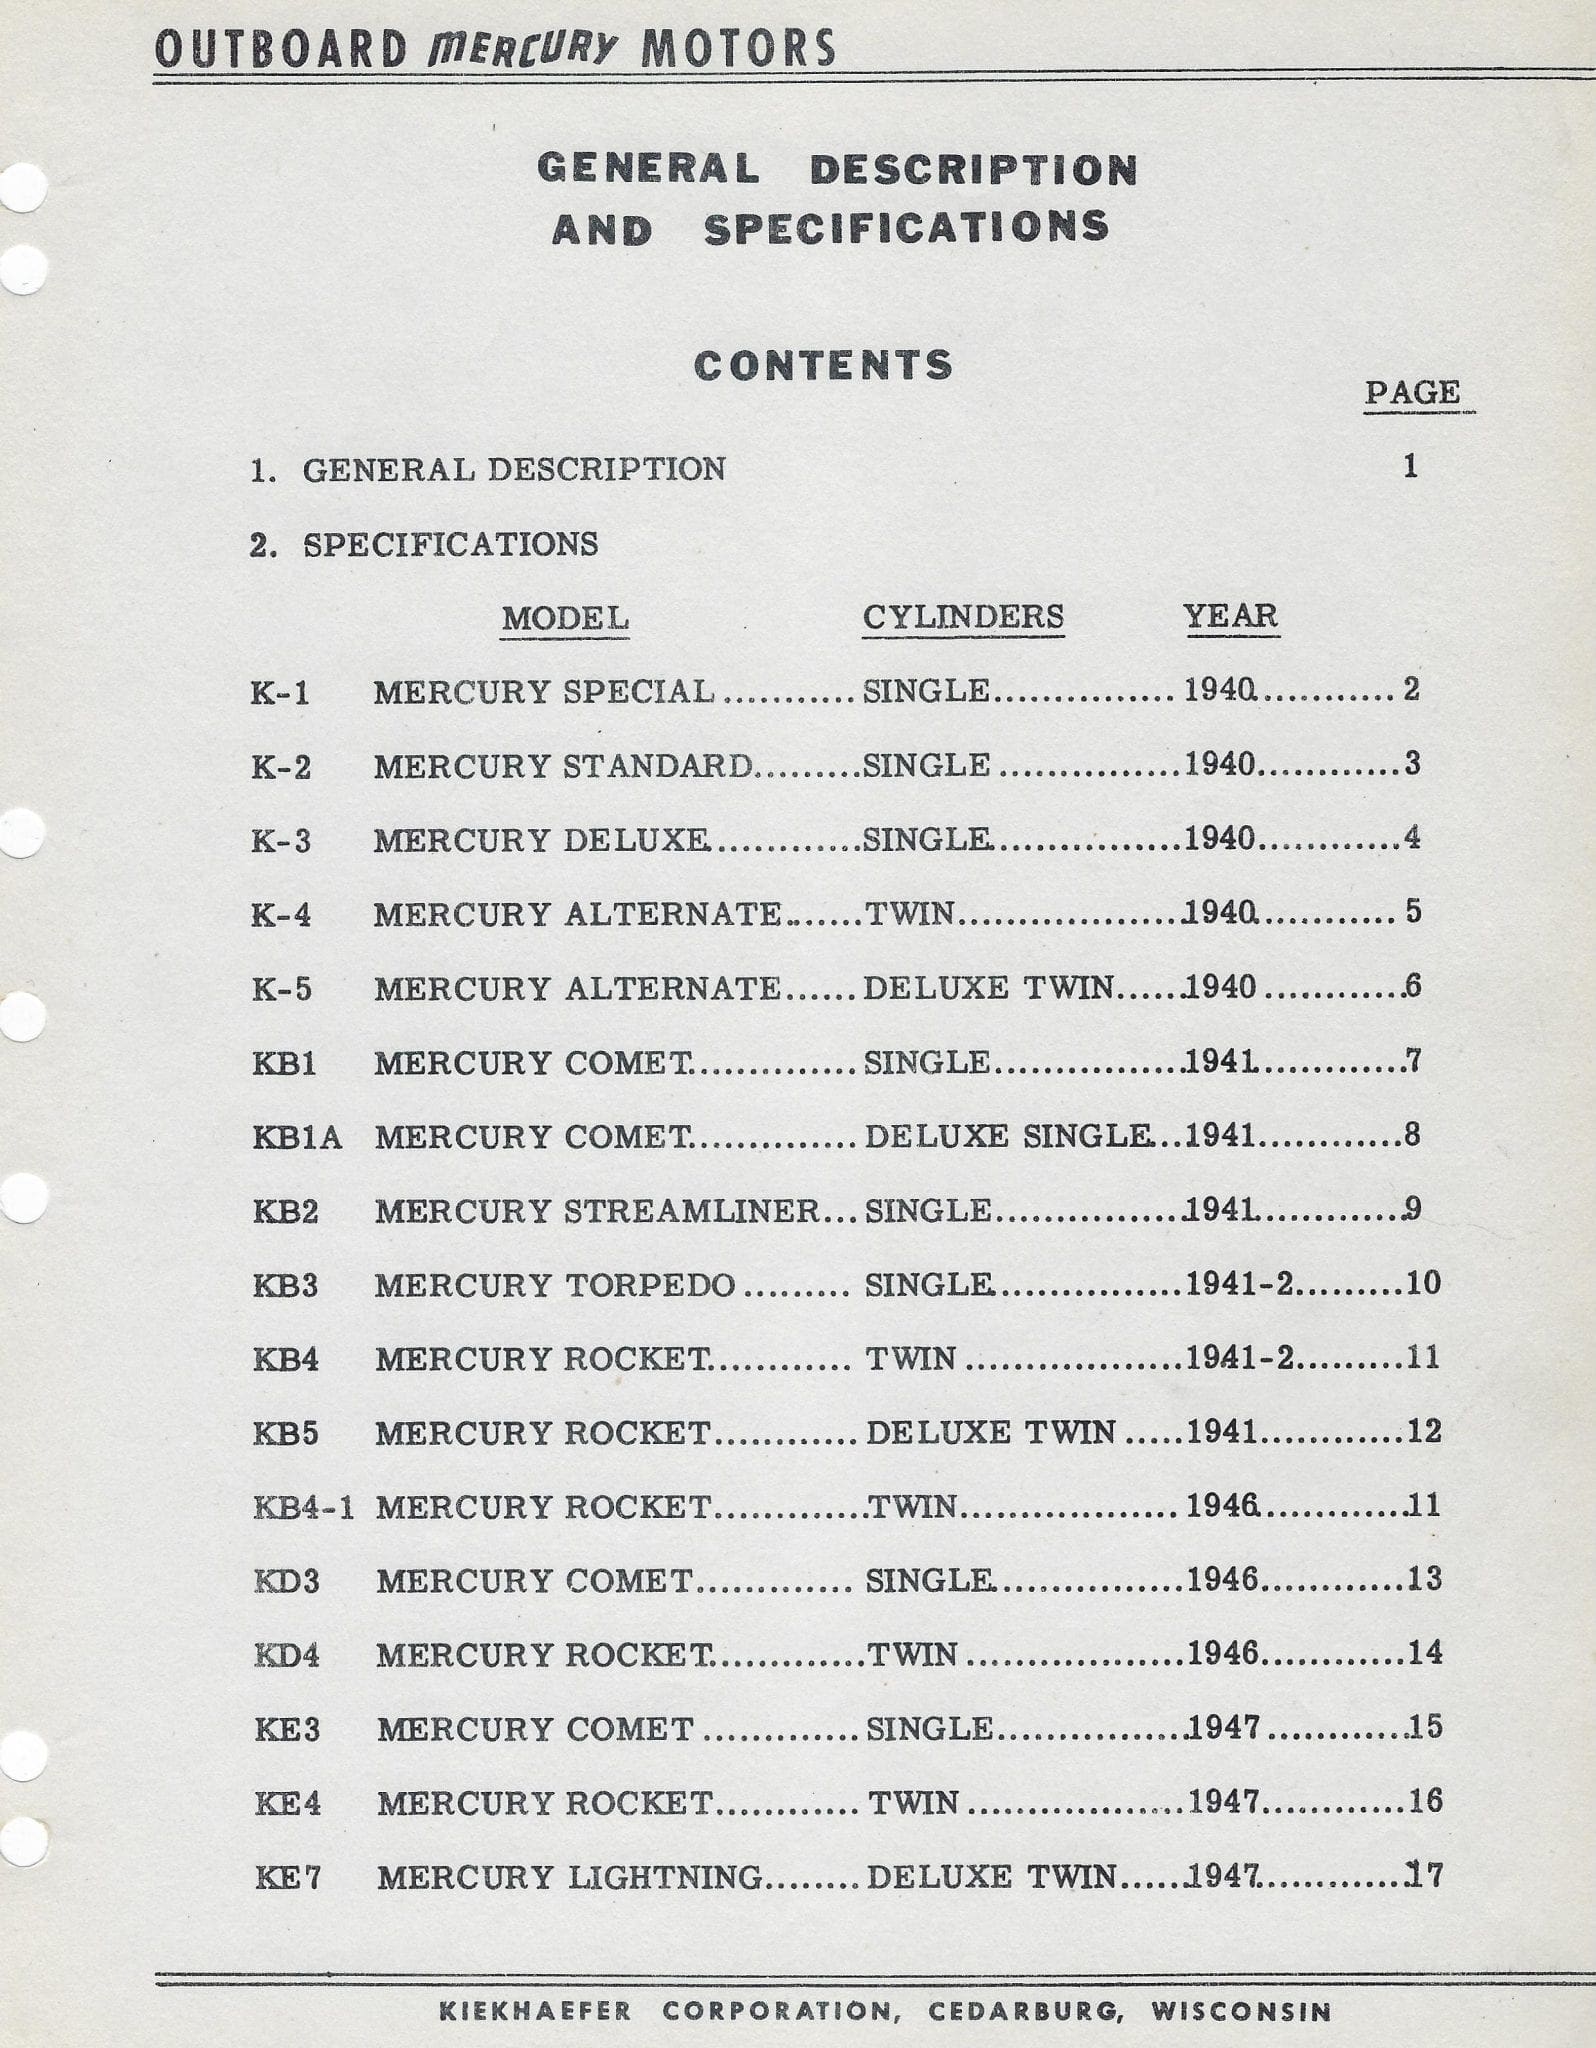 OUTBOARD MERCURY MOTORS
GENERAL DESCRIPTION
AND SPECIFICATIONS
CONTENTS
PAGE
1. GENERAL DESCRIPTION 1
2. SPECIFICATIONS
MODEL CYLINDERS YEAR
K-1 MERCURY SPECIAL...........SINGLE...............1940............2
K-2 MERCURY STANDARD.........SINGLE...............1940............3
K-3 MERCURY DELUXE.............SINGLE................1940............4
K-4 MERCURY ALTERNATE.......TWIN...................1940............5
K-5 MERCURY ALTERNATE......DELUXE TWIN......1940............6
KB1 MERCURY COMET..............SINGLE................1941.............7
KB1A MERCURY COMET..............DELUXE SINGLE...1941............8
KB2 MERCURY STREAMLINER...SINGLE................1941.............9
KB3 MERCURY TORPEDO.........SINGLE................1941-2.........10
KB4 MERCURY ROCKET............TWIN..................1941-2.........11
KB5 MERCURY ROCKET............DELUXE TWIN.....1941............12
KB4-1 MERCURY ROCKET.............TWIN..................1946.............11
KD3 MERCURY COMET.............SINGLE................1946............13
KD4 MERCURY ROCKET.............TWIN..................1946............14
KE3 MERCURY COMET.............SINGLE................1947............15
KE4 MERCURY ROCKET............TWIN..................1947............16
KE7 MERCURY LIGHTNING........DELUXE TWIN......1947..............17
KIEKHAEFER CORPORATION, CEDARBURG, WISCONSIN